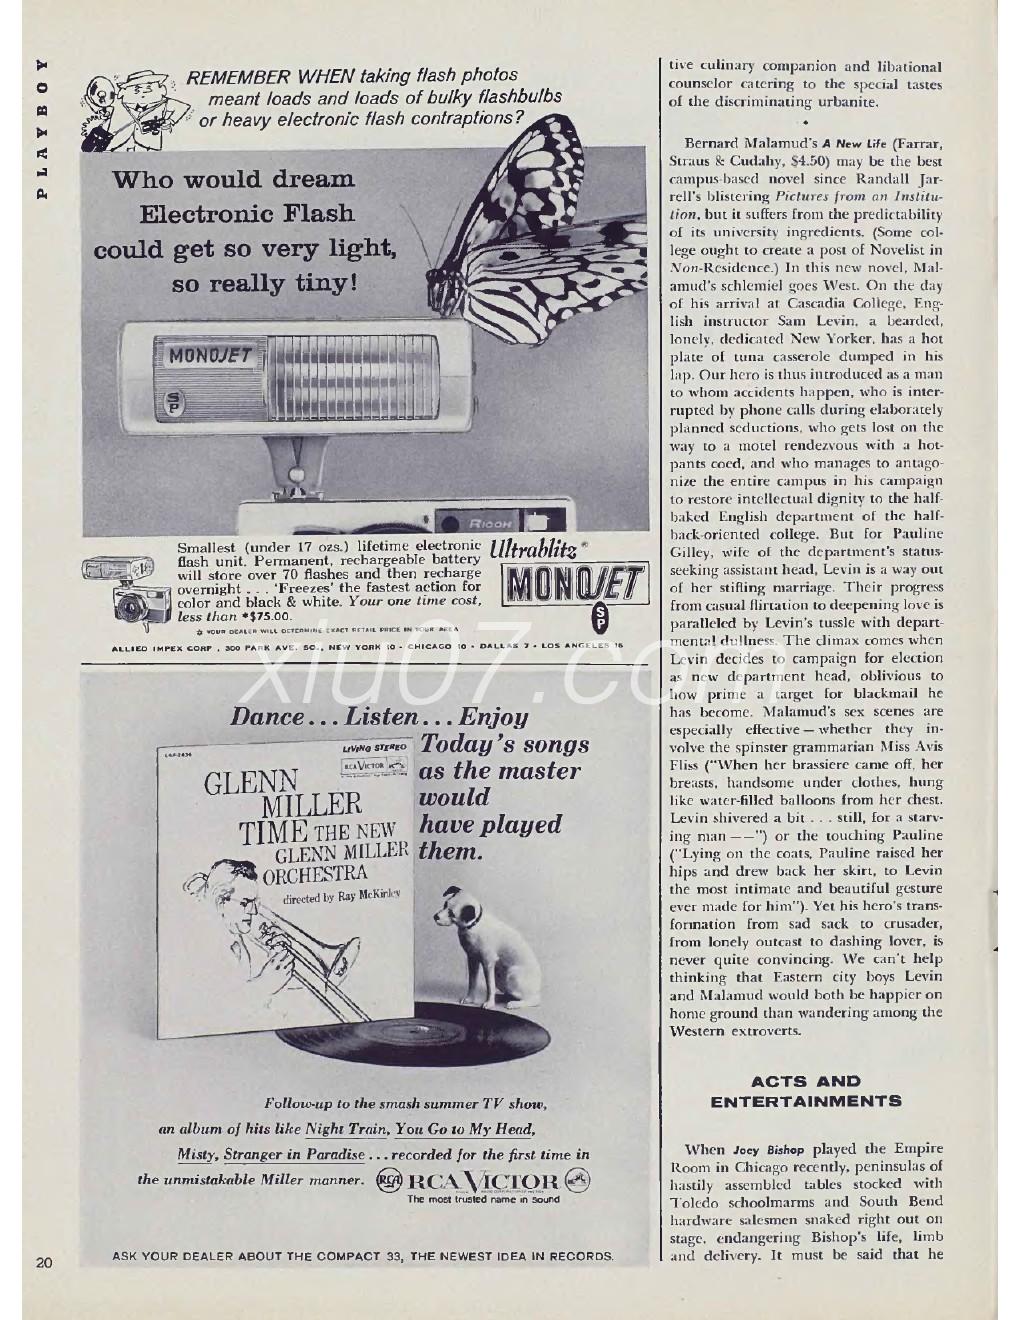 PLAYBOY
REMEMBER WHEN taking flash photos
meant loads and loads of bulky flashbulbs
or heavy electronic flash contraptions?
Who would dream
Electronic Flash
could get so very light,
so really tiny!
MONOJET
SP
RICOH
Smallest (under 17 ozs.) lifetime electronic
flash unit. Permanent, rechargeable battery
will store over 70 flashes and then recharge
overnight . . . 'Freezes' the fastest action for
color and black & white. Your one time cost,
less than *$75.00.
* YOUR DEALER WILL DETERMINE EXACT RETAIL PRICE IN YOUR AREA
Ultrablitz
MONOJET
SP
ALLIED IMPEX CORP., 300 PARK AVE. SO., NEW YORK 10 • CHICAGO 10 • DALLAS 7 • LOS ANGELES 16
Dance... Listen... Enjoy
Today's songs
as the master
would
have played
them.
LIVING STEREO
RCA VICTOR
GLENN
MILLER
TIME THE NEW
GLENN MILLER
ORCHESTRA
directed by Ray McKinley
Follow-up to the smash summer TV show,
an album of hits like Night Train, You Go to My Head,
Misty, Stranger in Paradise ... recorded for the first time in
the unmistakable Miller manner. RCA RCA VICTOR
The most trusted name in sound
ASK YOUR DEALER ABOUT THE COMPACT 33, THE NEWEST IDEA IN RECORDS.
20
tive culinary companion and libational
counselor catering to the special tastes
of the discriminating urbanite.
Bernard Malamud's A New Life (Farrar,
Straus & Cudahy, $4.50) may be the best
campus-based novel since Randall Jar-
rell's blistering Pictures from an Institu-
tion, but it suffers from the predictability
of its university ingredients. (Some col-
lege ought to create a post of Novelist in
Non-Residence.) In this new novel, Mal-
amud's schlemiel goes West. On the day
of his arrival at Cascadia College, Eng-
lish instructor Sam Levin, a bearded,
lonely, dedicated New Yorker, has a hot
plate of tuna casserole dumped in his
lap. Our hero is thus introduced as a man
to whom accidents happen, who is inter-
rupted by phone calls during elaborately
planned seductions, who gets lost on the
way to a motel rendezvous with a hot-
pants coed, and who manages to antago-
nize the entire campus in his campaign
to restore intellectual dignity to the half-
baked English department of the half-
back-oriented college. But for Pauline
Gilley, wife of the department's status-
seeking assistant head, Levin is a way out
of her stifling marriage. Their progress
from casual flirtation to deepening love is
paralleled by Levin's tussle with depart-
mental dullness. The climax comes when
Levin decides to campaign for election
as new department head, oblivious to
how prime a target for blackmail he
has become. Malamud's sex scenes are
especially effective — whether they in-
volve the spinster grammarian Miss Avis
Fliss ("When her brassiere came off, her
breasts, handsome under clothes, hung
like water-filled balloons from her chest.
Levin shivered a bit . . . still, for a starv-
ing man — —") or the touching Pauline
("Lying on the coats, Pauline raised her
hips and drew back her skirt, to Levin
the most intimate and beautiful gesture
ever made for him"). Yet his hero's trans-
formation from sad sack to crusader,
from lonely outcast to dashing lover, is
never quite convincing. We can't help
thinking that Eastern city boys Levin
and Malamud would both be happier on
home ground than wandering among the
Western extroverts.
ACTS AND
ENTERTAINMENTS
When Joey Bishop played the Empire
Room in Chicago recently, peninsulas of
hastily assembled tables stocked with
Toledo schoolmarms and South Bend
hardware salesmen snaked right out on
stage, endangering Bishop's life, limb
and delivery. It must be said that he
xiu07.com